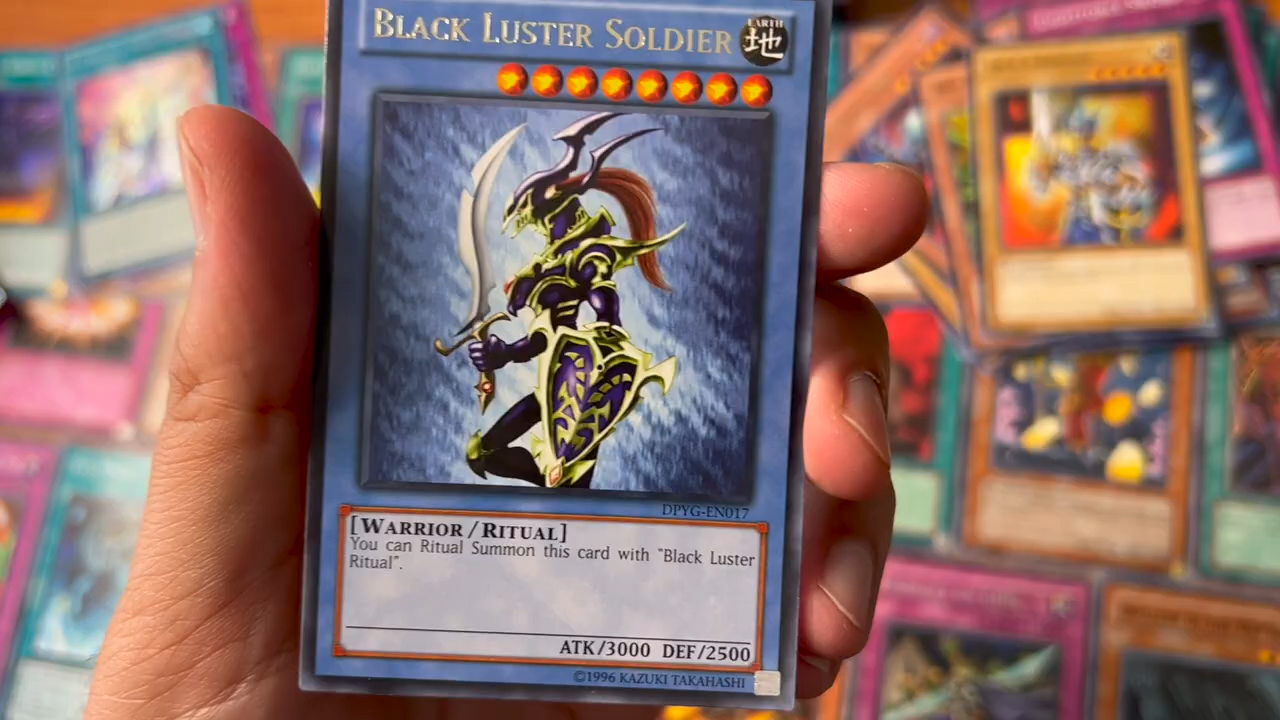 BLACK LUSTER SOLDIER
EARTH
地
DPYG-EN017
[WARRIOR/RITUAL]
You can Ritual Summon this card with "Black Luster
Ritual".
ATK/3000 DEF/2500
©1996 KAZUKI TAKAHASHI